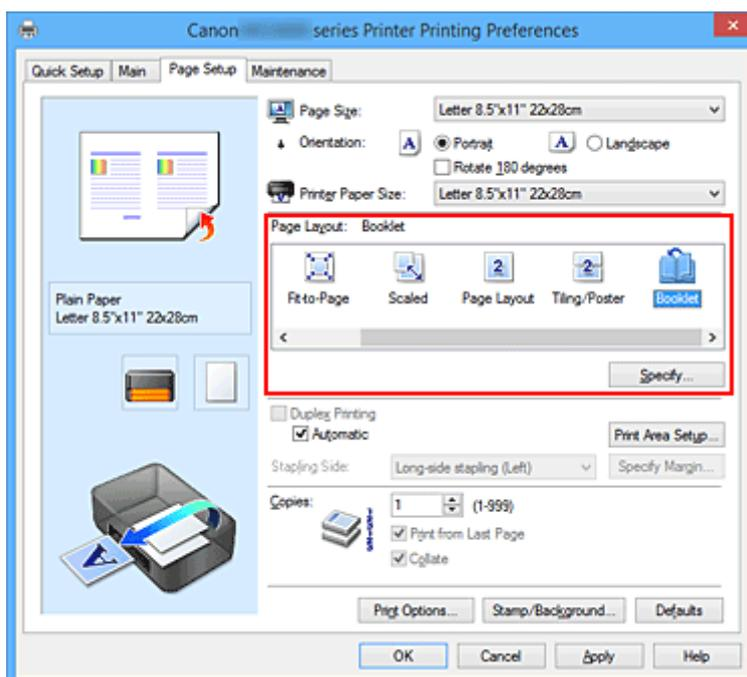 Canon series Printer Printing Preferences
Quick Setup Main Page Setup Maintenance
Page Size: Letter 8.5"x11" 22x28cm
Orientation: A Portrait A Landscape
Rotate 180 degrees
Printer Paper Size: Letter 8.5"x11" 22x28cm
Page Layout: Booklet
2 2
Fit-to-Page Scaled Page Layout Tiling/Poster Booklet
Plain Paper
Letter 8.5"x11" 22x28cm
Specify...
Duplex Printing
Automatic Print Area Setup...
Stapling Side: Long-side stapling (Left) Specify Margin...
Copies: 1 (1-999)
Print from Last Page
Collate
A
Print Options... Stamp/Background... Defaults
OK Cancel Apply Help